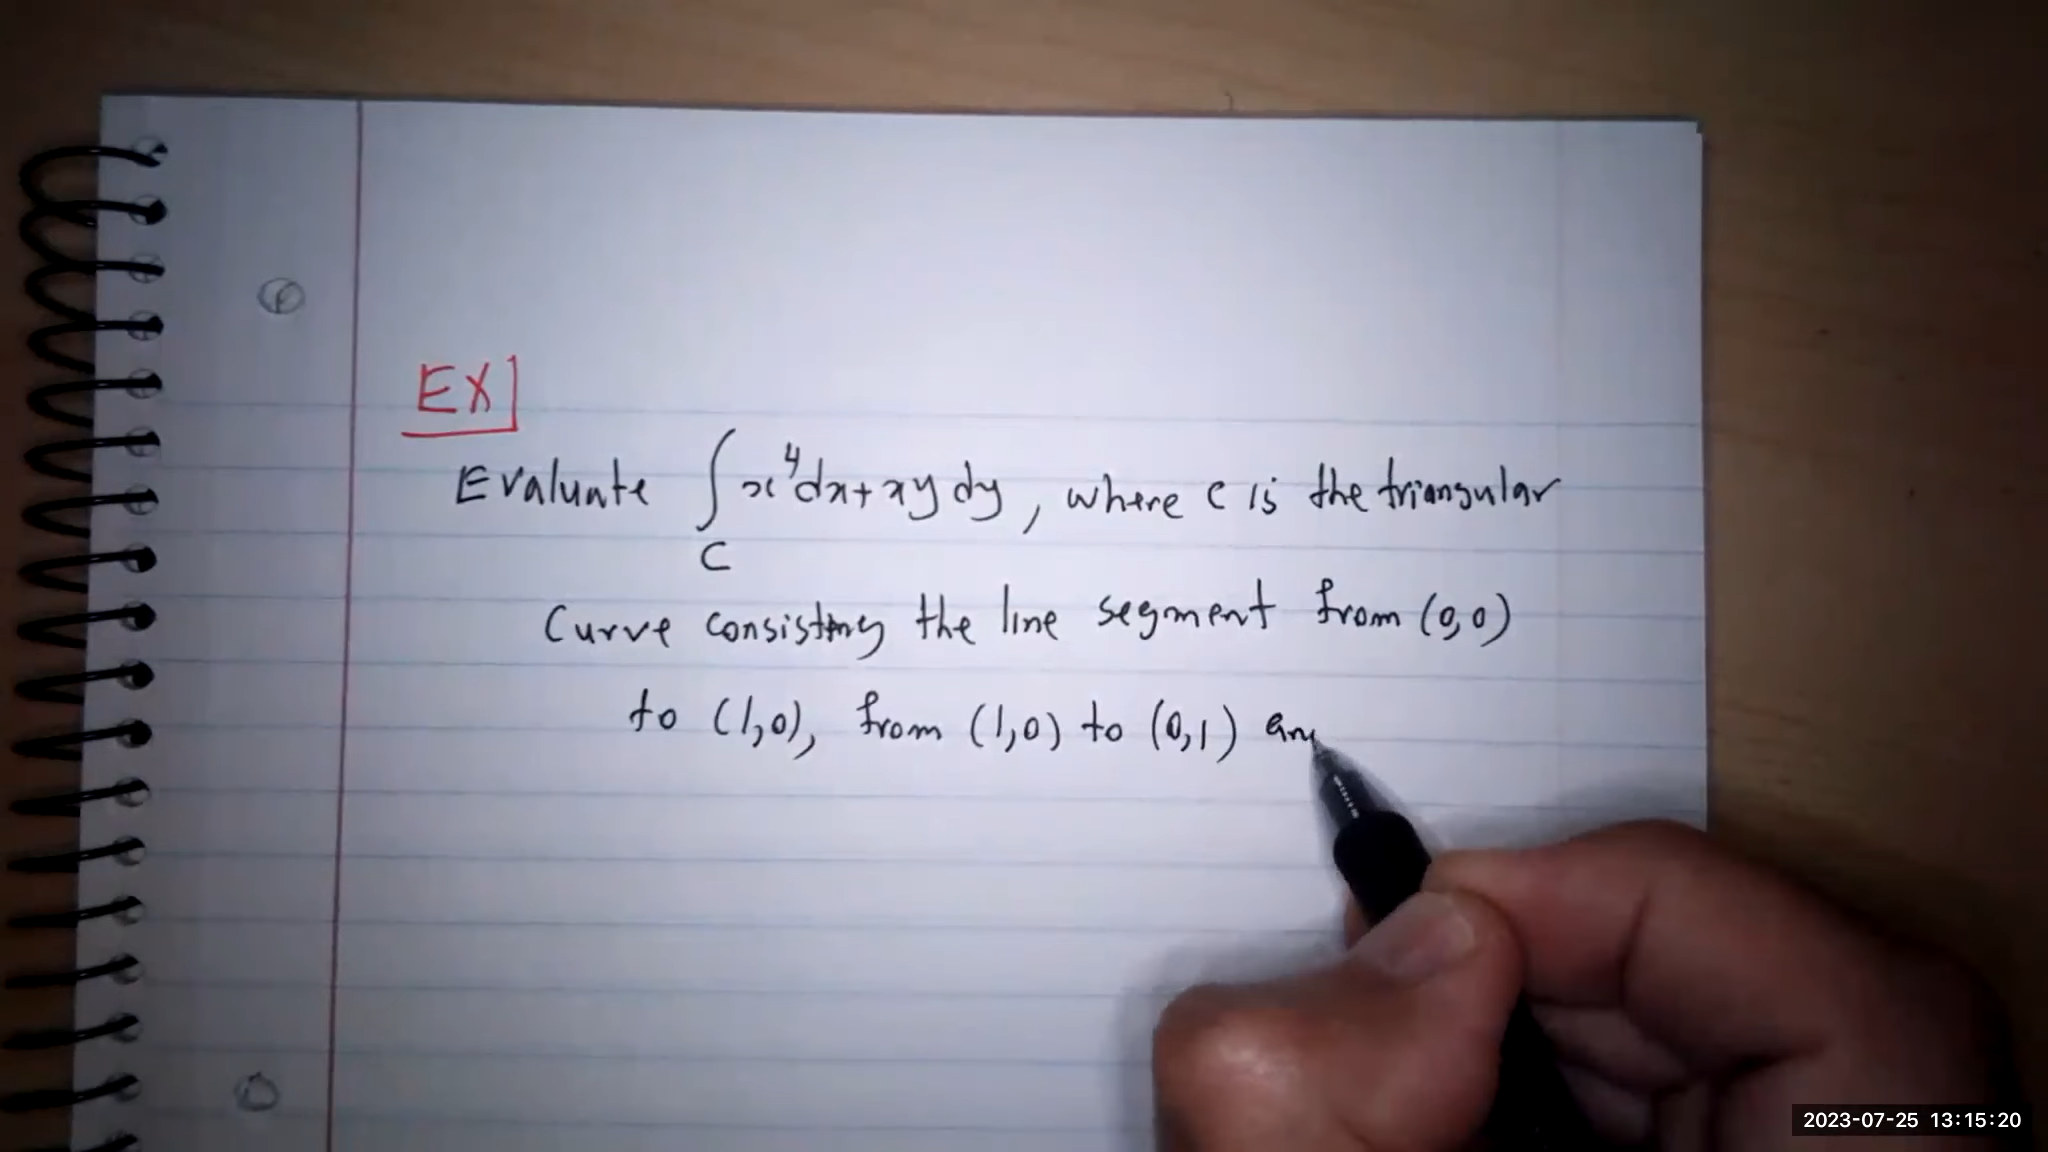 EX
Evaluate ∫ x⁴dx + xy dy, where C is the triangular
C
Curve consisting the line segment from (0,0)
to (1,0), from (1,0) to (0,1) an
2023-07-25 13:15:20